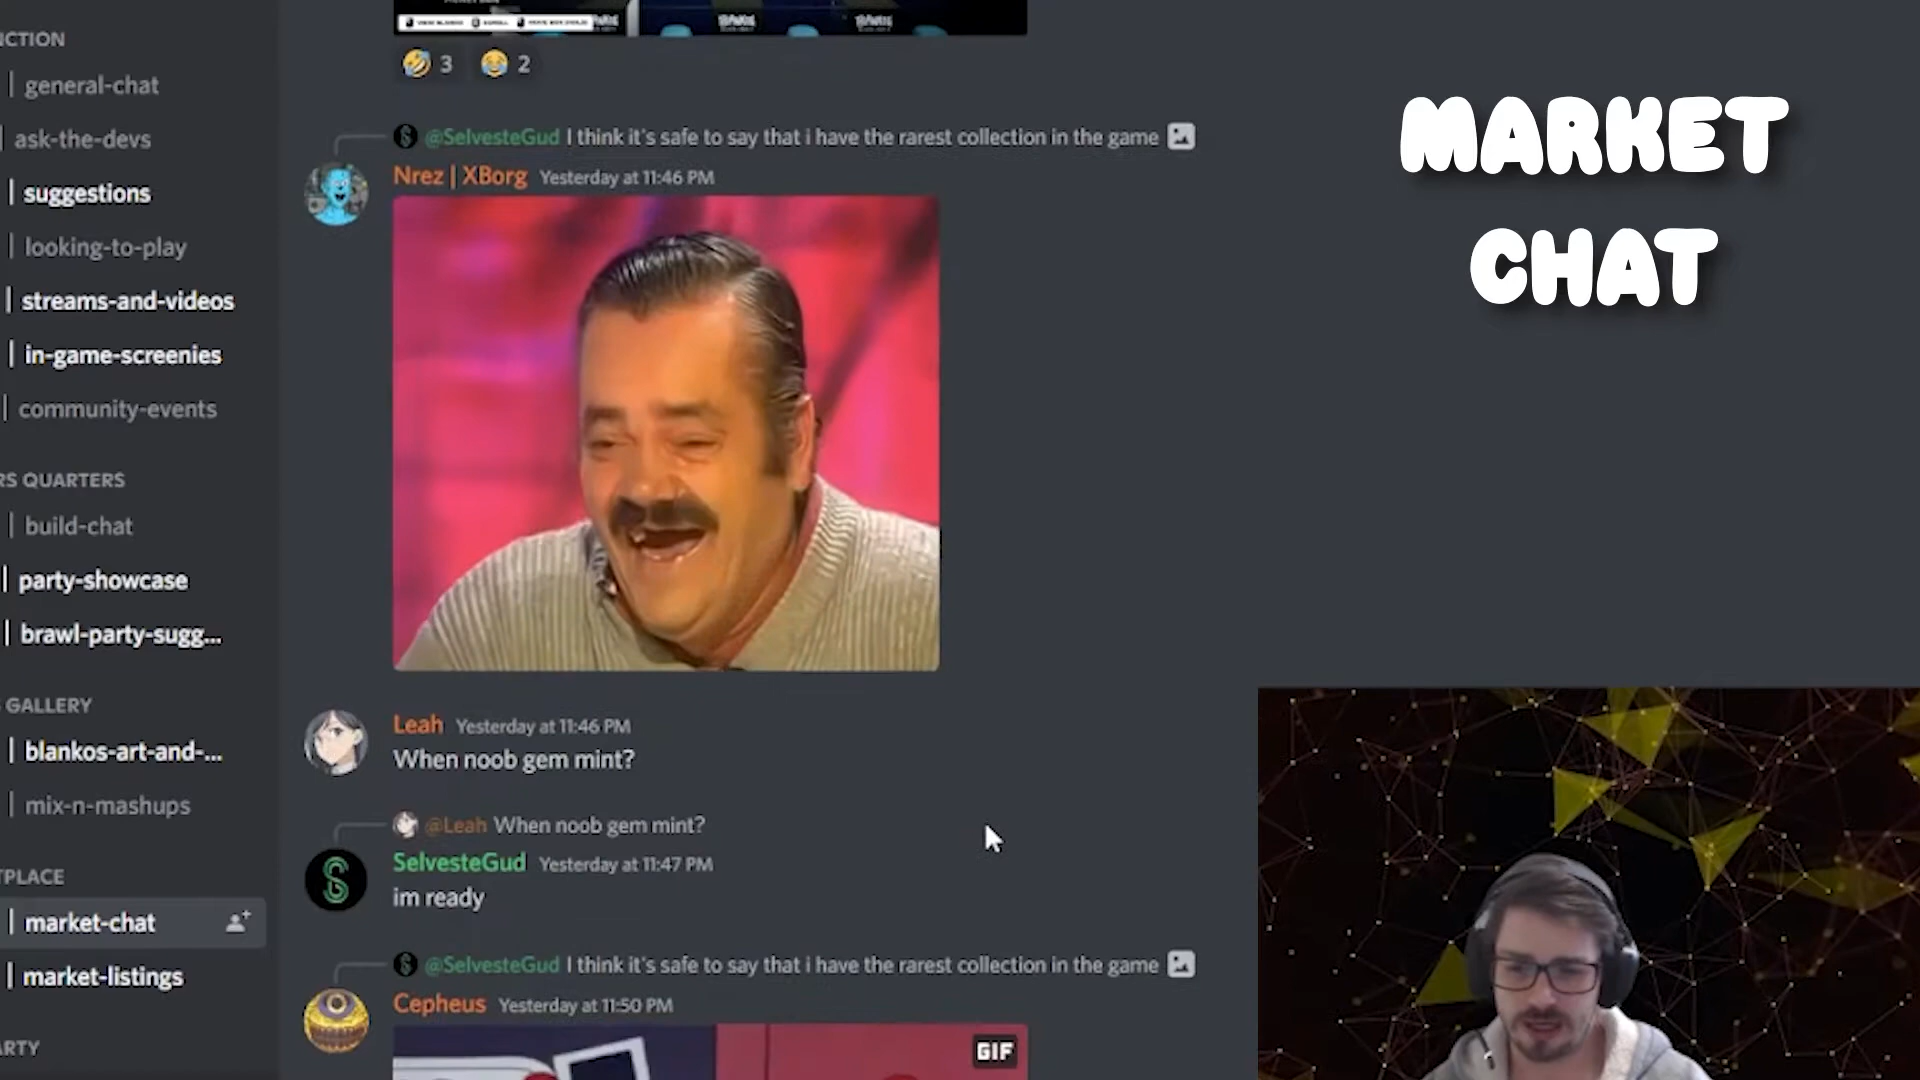 NCTION
general-chat
ask-the-devs
suggestions
looking-to-play
streams-and-videos
in-game-screenies
community-events
RS QUARTERS
build-chat
party-showcase
brawl-party-sugg...
GALLERY
blankos-art-and-...
mix-n-mashups
TPLACE
market-chat
market-listings
ARTY
3 2
@SelvesteGud I think it's safe to say that i have the rarest collection in the game
Nrez | XBorg Yesterday at 11:46 PM
Leah Yesterday at 11:46 PM
When noob gem mint?
@Leah When noob gem mint?
SelvesteGud Yesterday at 11:47 PM
im ready
@SelvesteGud I think it's safe to say that i have the rarest collection in the game
Cepheus Yesterday at 11:50 PM
GIF
MARKET
CHAT